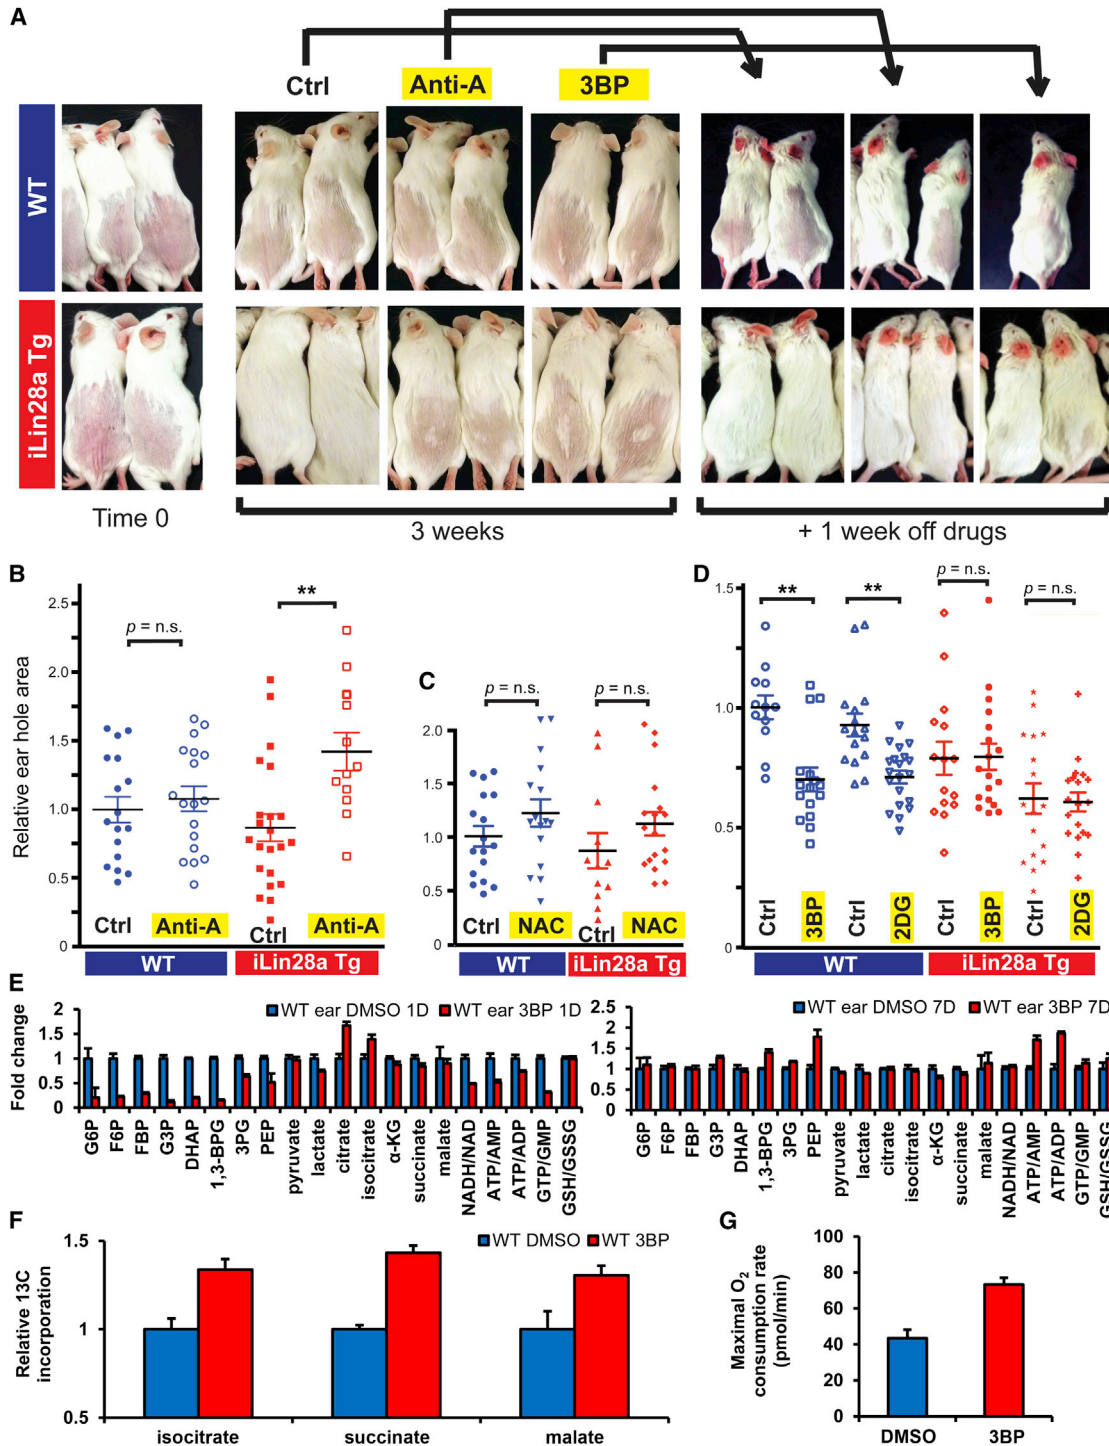 A
Ctrl
Anti-A
3BP
WT
iLin28a Tg
Time 0
3 weeks
+ 1 week off drugs
B
Relative ear hole area
2.5
2.0
1.5
1.0
0.5
0
p = n.s.
**
Ctrl
Anti-A
Ctrl
Anti-A
WT
iLin28a Tg
C
p = n.s.
p = n.s.
2.0
1.5
1.0
0.5
0
Ctrl
NAC
Ctrl
NAC
WT
iLin28a Tg
D
1.5
1.0
0.5
0
**
**
p = n.s.
p = n.s.
Ctrl
3BP
Ctrl
2DG
Ctrl
3BP
Ctrl
2DG
WT
iLin28a Tg
E
Fold change
2
1.5
1
0.5
0
WT ear DMSO 1D
WT ear 3BP 1D
G6P
F6P
FBP
G3P
DHAP
1,3-BPG
3PG
PEP
pyruvate
lactate
citrate
isocitrate
α-KG
succinate
malate
NADH/NAD
ATP/AMP
ATP/ADP
GTP/GMP
GSH/GSSG
2.5
2
1.5
1
0.5
0
WT ear DMSO 7D
WT ear 3BP 7D
G6P
F6P
FBP
G3P
DHAP
1,3-BPG
3PG
PEP
pyruvate
lactate
citrate
isocitrate
α-KG
succinate
malate
NADH/NAD
ATP/AMP
ATP/ADP
GTP/GMP
GSH/GSSG
F
Relative 13C
incorporation
1.5
1
0.5
WT DMSO
WT 3BP
isocitrate
succinate
malate
G
Maximal O₂
consumption rate
(pmol/min)
100
80
60
40
20
0
DMSO
3BP